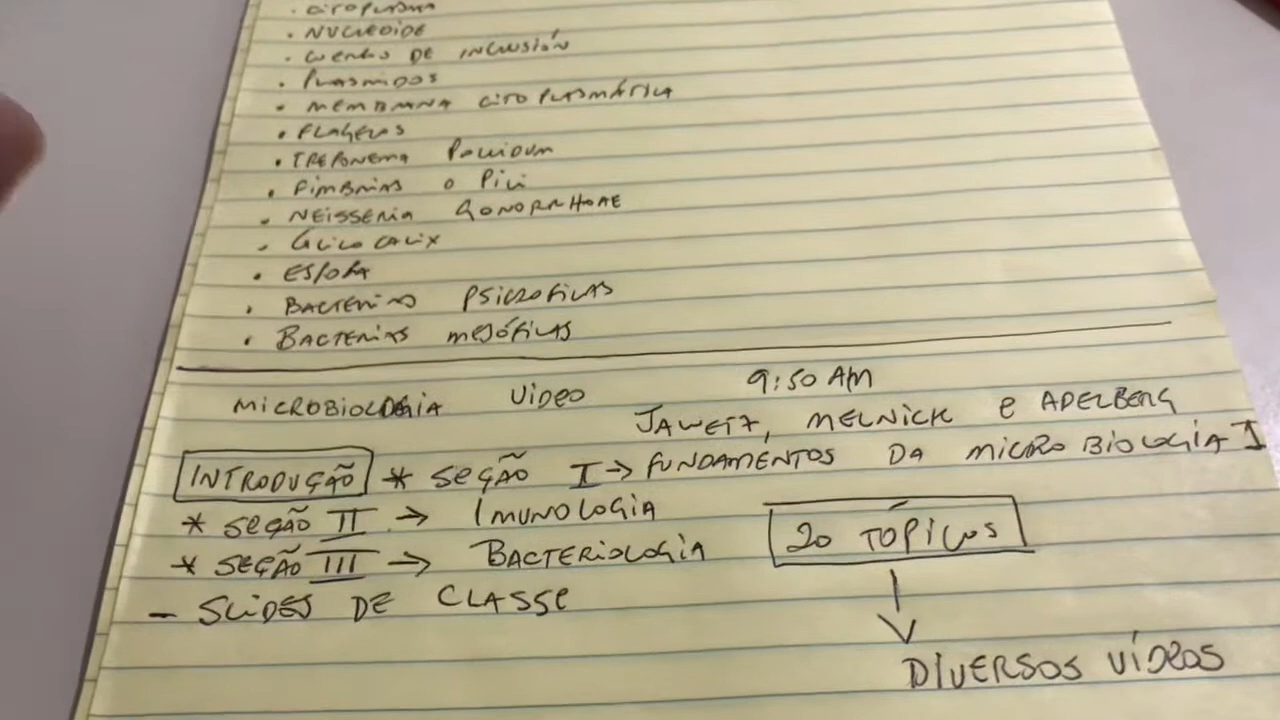 • CITOPLASMA
• NUCLEOIDE
• CUERPOS DE INCLUSIÓN
• PLASMIDOS
• MEMBRANA CITOPLASMÁTICA
• FLAGELOS
• TREPONEMA PALLIDUM
• FIMBRIAS O PILI
• NEISSERIA GONORRHOAE
• GLICOCALIX
• ESPORA
• BACTERIAS PSICROFILAS
• BACTERIAS MESÓFILAS
MICROBIOLOGIA VIDEO 9:50 AM
JAWETZ, MELNICK e ADELBERG
INTRODUÇÃO * SEÇÃO I → FUNDAMENTOS DA MICROBIOLOGIA I
* SEÇÃO II → IMUNOLOGIA
* SEÇÃO III → BACTERIOLOGIA
20 TÓPICOS
- SLIDES DE CLASSE
DIVERSOS VÍDEOS